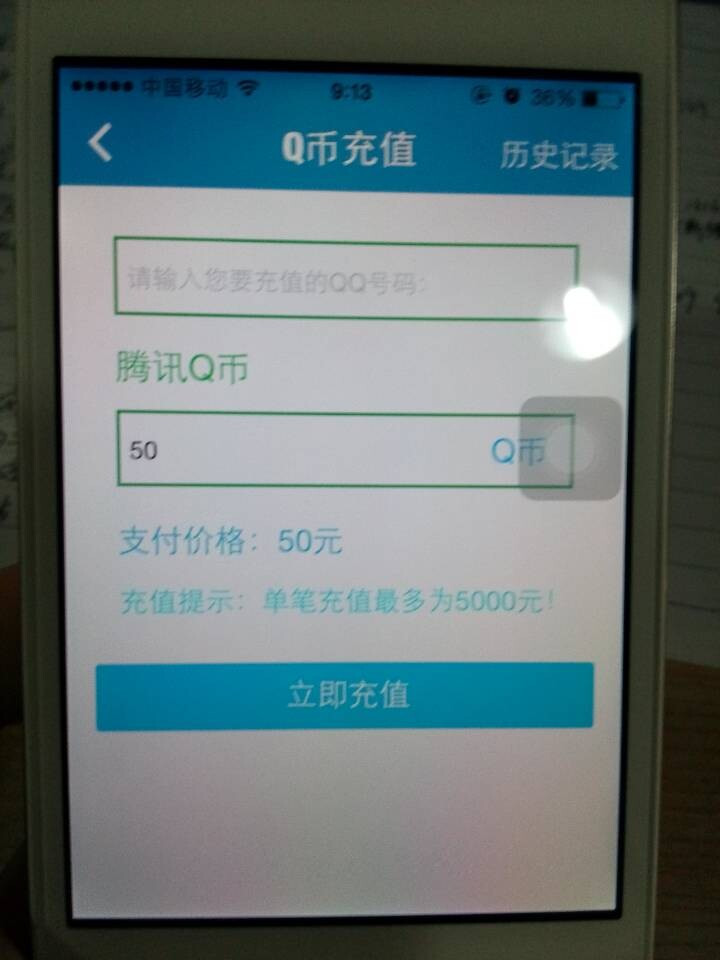 中国移动 9:13 36%
Q币充值 历史记录
请输入您要充值的QQ号码:
腾讯Q币
50 Q币
支付价格：50元
充值提示：单笔充值最多为5000元！
立即充值